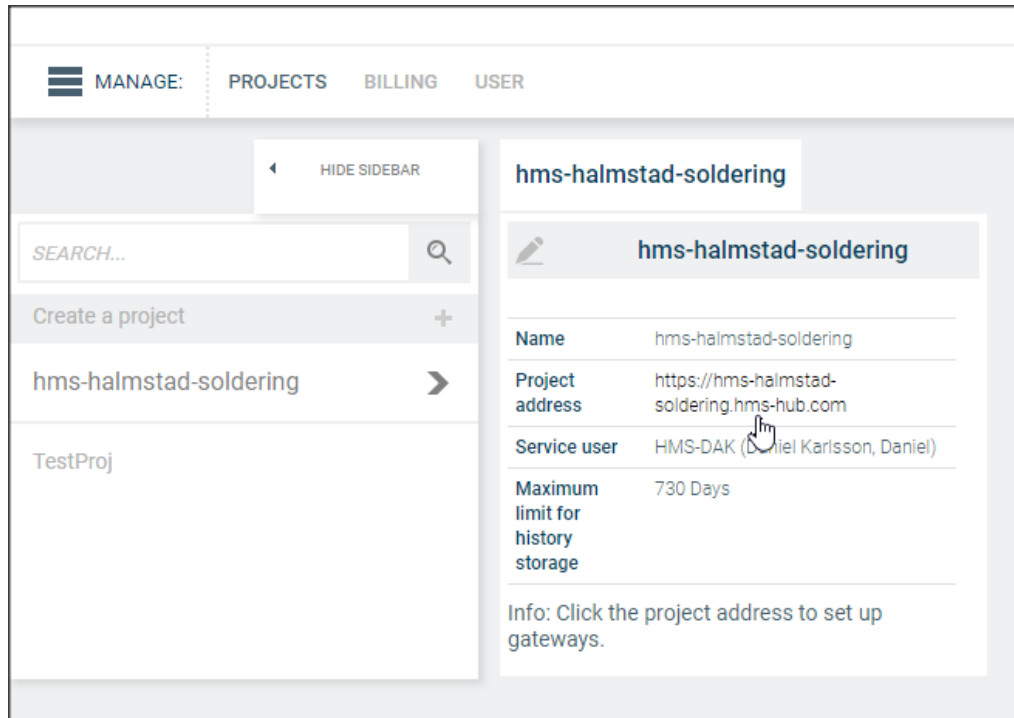 MANAGE: PROJECTS BILLING USER
HIDE SIDEBAR
SEARCH...
Create a project +
hms-halmstad-soldering
TestProj
hms-halmstad-soldering
hms-halmstad-soldering
Name hms-halmstad-soldering
Project address https://hms-halmstad-
soldering.hms-hub.com
Service user HMS-DAK (Daniel Karlsson, Daniel)
Maximum 730 Days
limit for
history
storage
Info: Click the project address to set up
gateways.